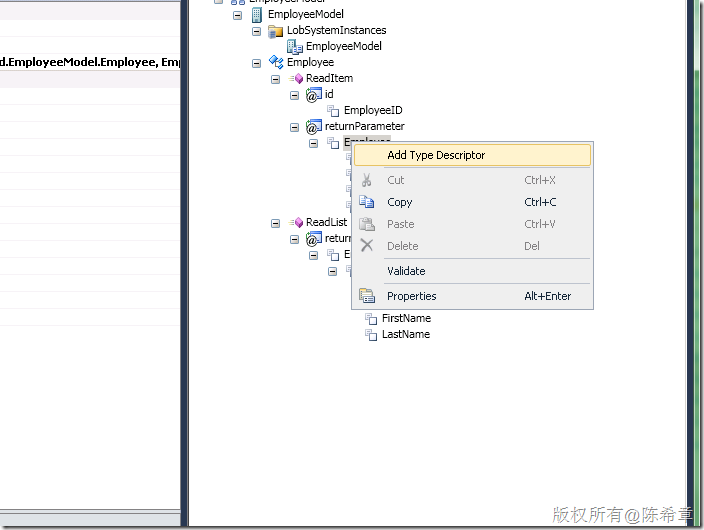 EmployeeModel
EmployeeModel
LobSystemInstances
EmployeeModel
d.EmployeeModel.Employee, Emp
Employee
ReadItem
id
EmployeeID
returnParameter
Employee
Add Type Descriptor
Cut Ctrl+X
Copy Ctrl+C
Paste Ctrl+V
ReadList
Delete Del
retur
E
Validate
Properties Alt+Enter
FirstName
LastName
版权所有@陈希章